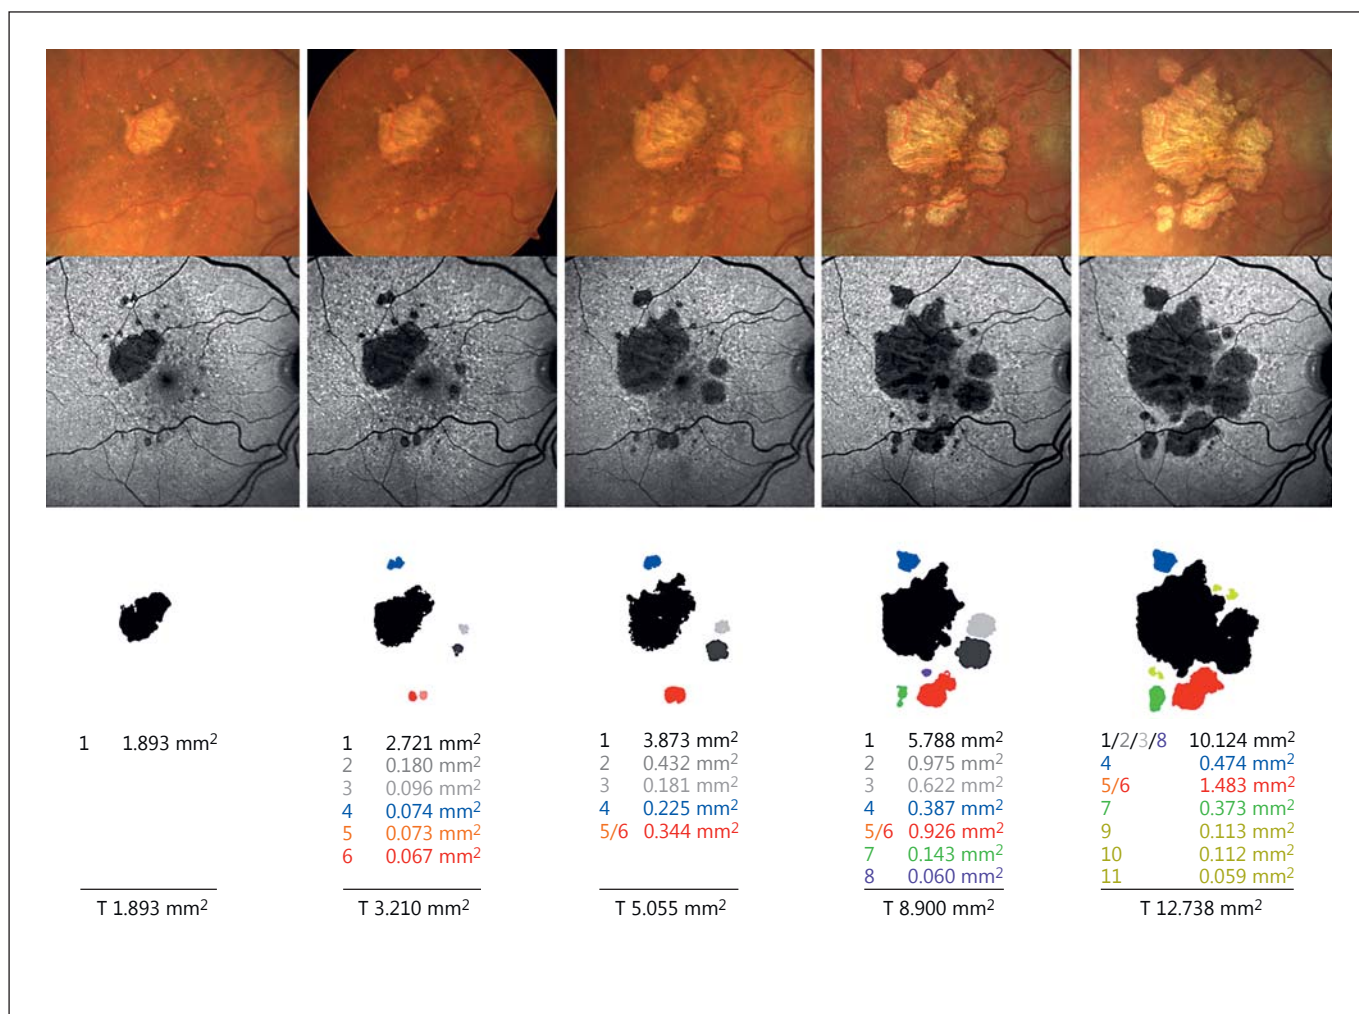 1 1.893 mm²
T 1.893 mm²
1 2.721 mm²
2 0.180 mm²
3 0.096 mm²
4 0.074 mm²
5 0.073 mm²
6 0.067 mm²
T 3.210 mm²
1 3.873 mm²
2 0.432 mm²
3 0.181 mm²
4 0.225 mm²
5/6 0.344 mm²
T 5.055 mm²
1 5.788 mm²
2 0.975 mm²
3 0.622 mm²
4 0.387 mm²
5/6 0.926 mm²
7 0.143 mm²
8 0.060 mm²
T 8.900 mm²
1/2/3/8 10.124 mm²
4 0.474 mm²
5/6 1.483 mm²
7 0.373 mm²
9 0.113 mm²
10 0.112 mm²
11 0.059 mm²
T 12.738 mm²